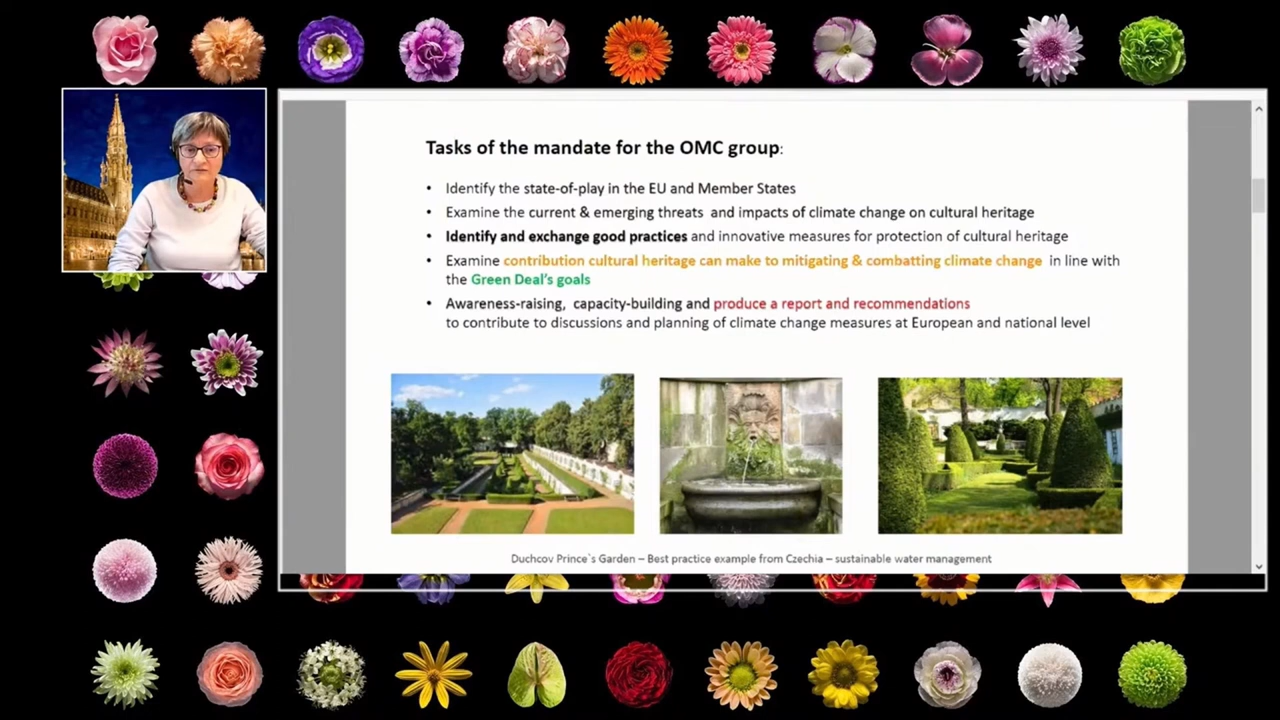 Tasks of the mandate for the OMC group:
• Identify the state-of-play in the EU and Member States
• Examine the current & emerging threats and impacts of climate change on cultural heritage
• Identify and exchange good practices and innovative measures for protection of cultural heritage
• Examine contribution cultural heritage can make to mitigating & combatting climate change in line with
the Green Deal's goals
• Awareness-raising, capacity-building and produce a report and recommendations
to contribute to discussions and planning of climate change measures at European and national level
Duchcov Prince`s Garden – Best practice example from Czechia – sustainable water management